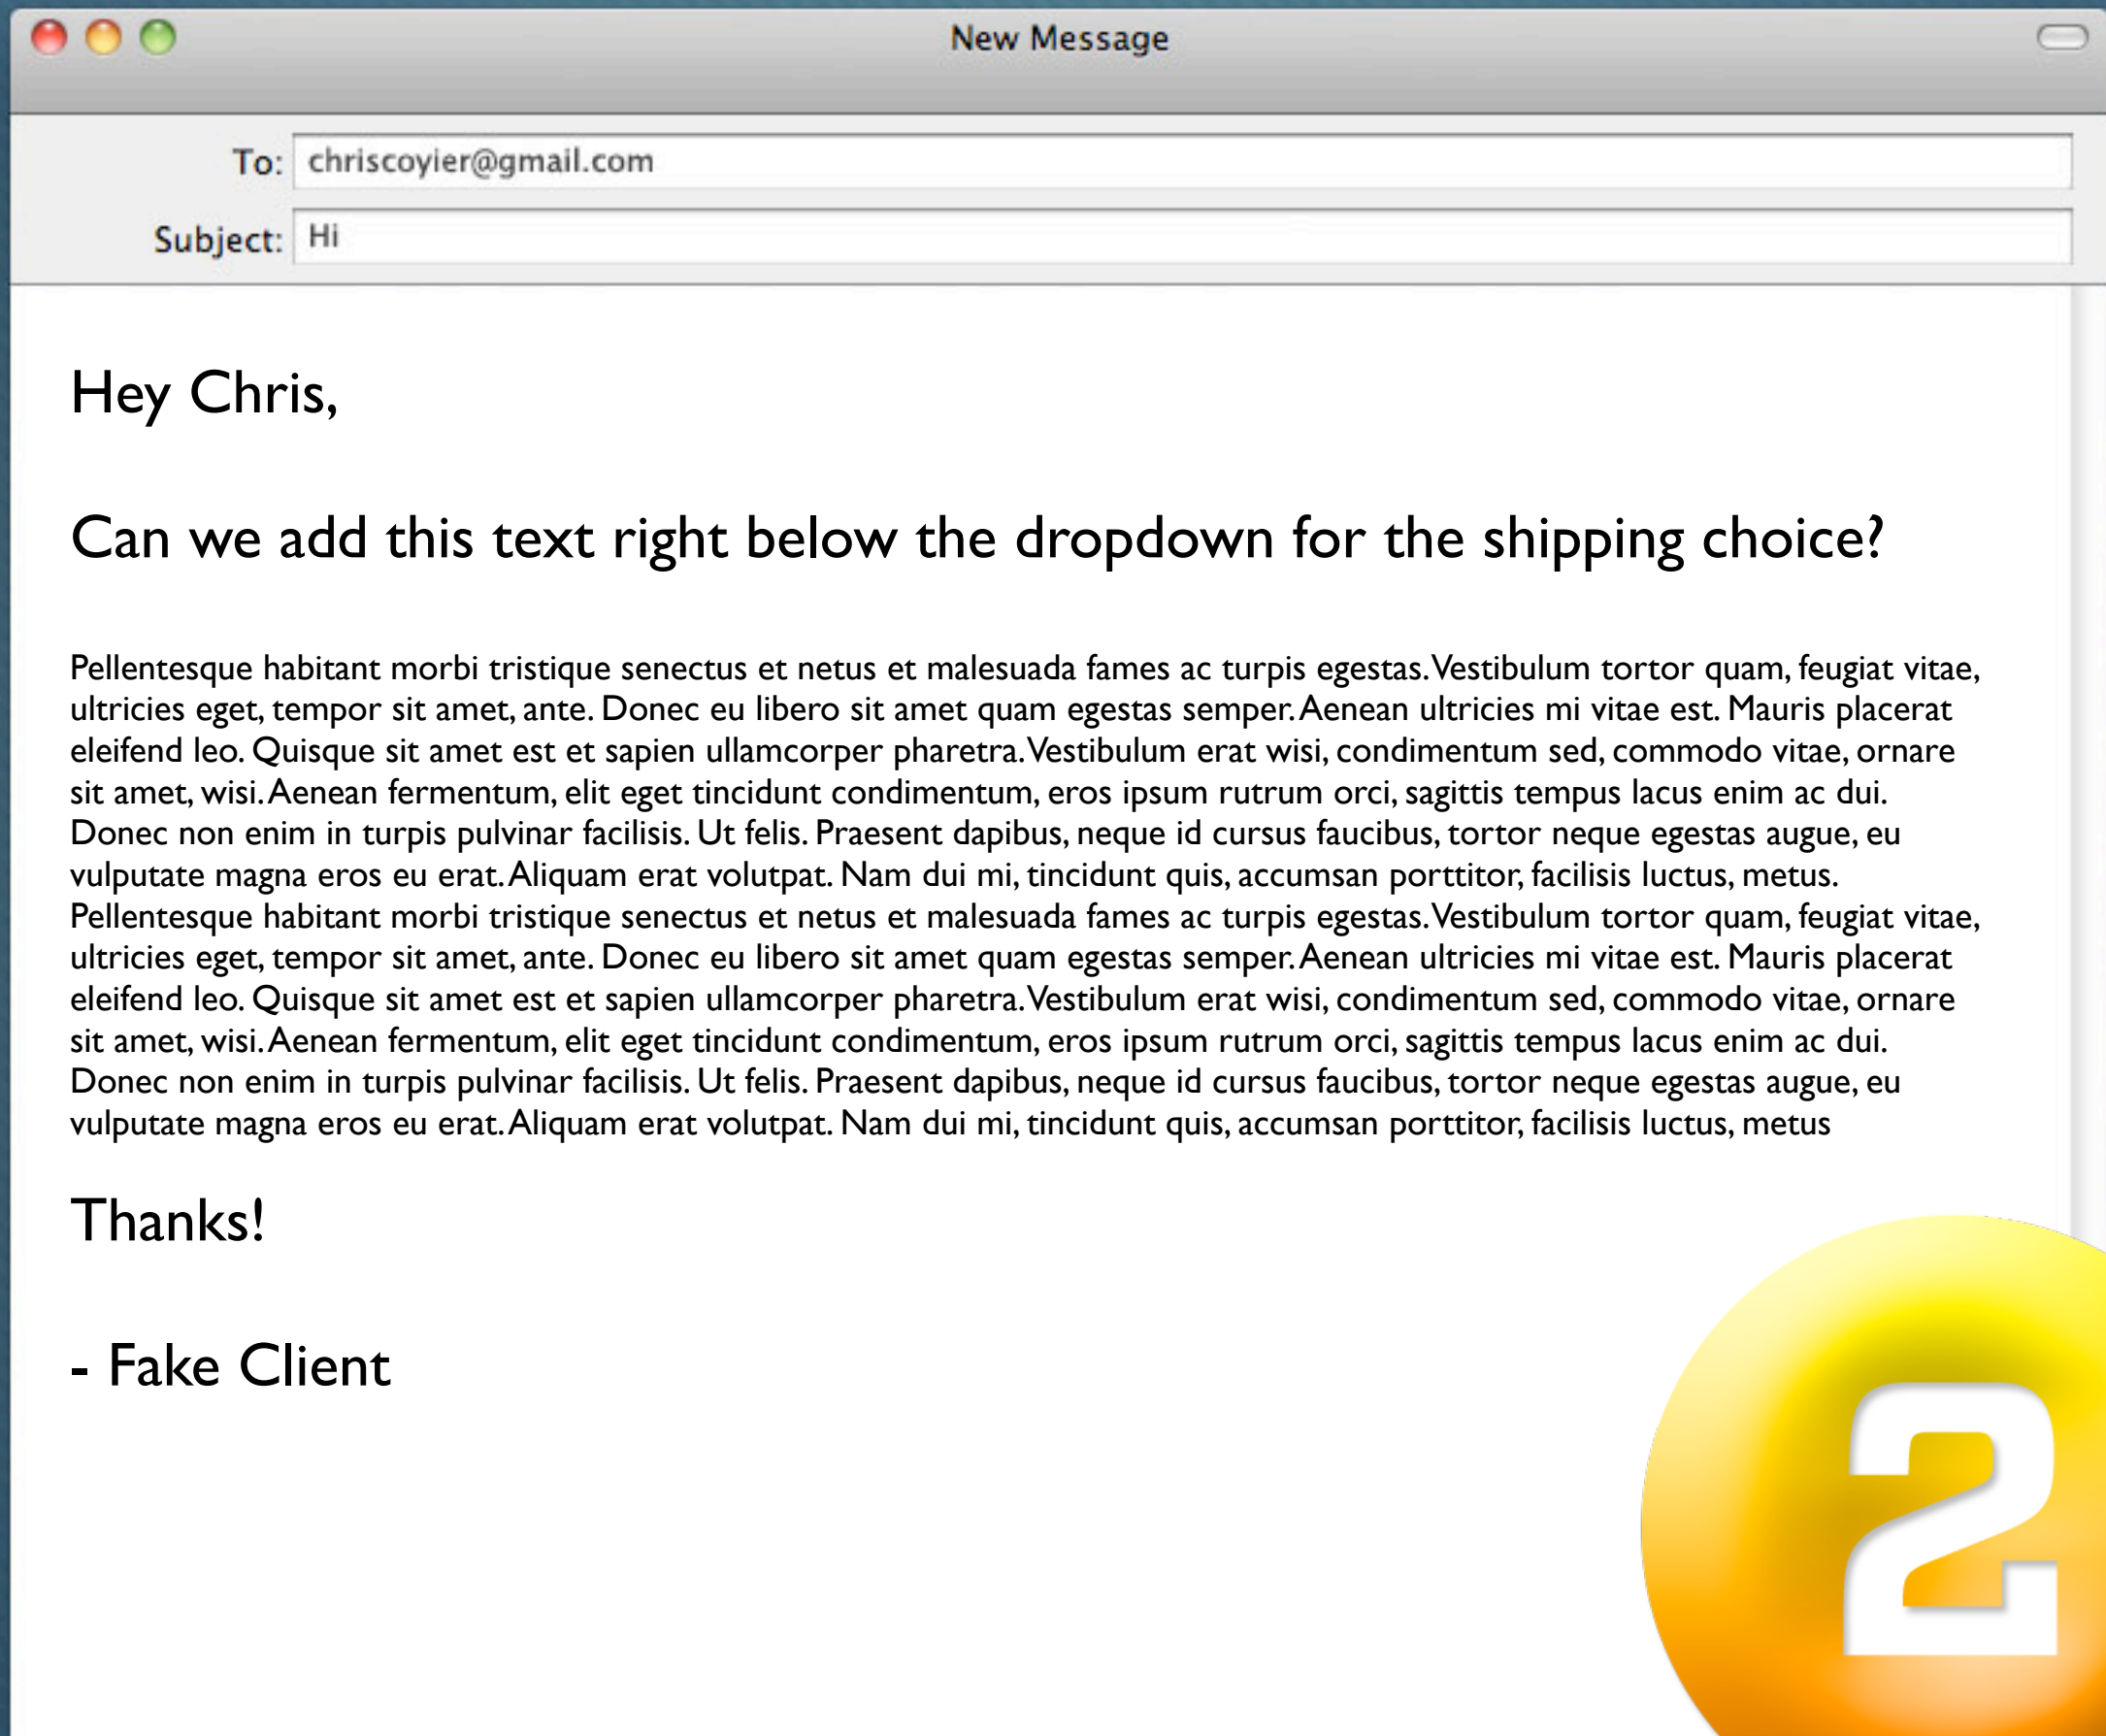 New Message
To: chriscoyier@gmail.com
Subject: Hi
Hey Chris,
Can we add this text right below the dropdown for the shipping choice?
Pellentesque habitant morbi tristique senectus et netus et malesuada fames ac turpis egestas. Vestibulum tortor quam, feugiat vitae,
ultricies eget, tempor sit amet, ante. Donec eu libero sit amet quam egestas semper. Aenean ultricies mi vitae est. Mauris placerat
eleifend leo. Quisque sit amet est et sapien ullamcorper pharetra. Vestibulum erat wisi, condimentum sed, commodo vitae, ornare
sit amet, wisi. Aenean fermentum, elit eget tincidunt condimentum, eros ipsum rutrum orci, sagittis tempus lacus enim ac dui.
Donec non enim in turpis pulvinar facilisis. Ut felis. Praesent dapibus, neque id cursus faucibus, tortor neque egestas augue, eu
vulputate magna eros eu erat. Aliquam erat volutpat. Nam dui mi, tincidunt quis, accumsan porttitor, facilisis luctus, metus.
Pellentesque habitant morbi tristique senectus et netus et malesuada fames ac turpis egestas. Vestibulum tortor quam, feugiat vitae,
ultricies eget, tempor sit amet, ante. Donec eu libero sit amet quam egestas semper. Aenean ultricies mi vitae est. Mauris placerat
eleifend leo. Quisque sit amet est et sapien ullamcorper pharetra. Vestibulum erat wisi, condimentum sed, commodo vitae, ornare
sit amet, wisi. Aenean fermentum, elit eget tincidunt condimentum, eros ipsum rutrum orci, sagittis tempus lacus enim ac dui.
Donec non enim in turpis pulvinar facilisis. Ut felis. Praesent dapibus, neque id cursus faucibus, tortor neque egestas augue, eu
vulputate magna eros eu erat. Aliquam erat volutpat. Nam dui mi, tincidunt quis, accumsan porttitor, facilisis luctus, metus
Thanks!
- Fake Client
2